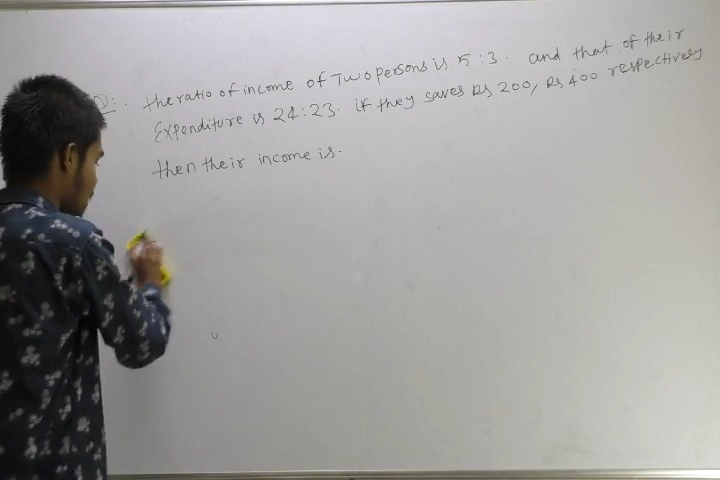 Q:. the ratio of income of Two persons is 5:3. and that of their
Expenditure is 24:23. if they saves Rs 200, Rs 400 respectively
then their income is.